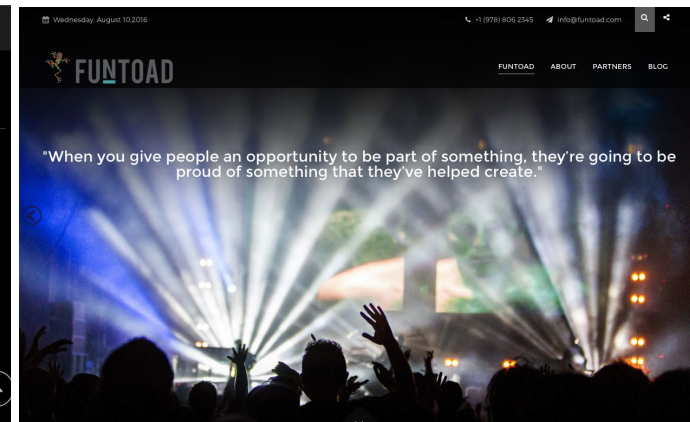 Wednesday, August 10.2016
+1 (978) 806 2345 info@funtoad.com
FUNTOAD
FUNTOAD ABOUT PARTNERS BLOG
"When you give people an opportunity to be part of something, they're going to be
proud of something that they've helped create."